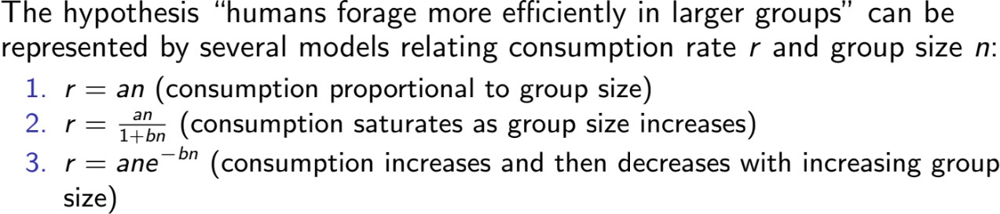 The hypothesis “humans forage more efficiently in larger groups” can be
represented by several models relating consumption rate r and group size n:
1. r = an (consumption proportional to group size)
2. r = an/(1+bn) (consumption saturates as group size increases)
3. r = ane^{−bn} (consumption increases and then decreases with increasing group
size)